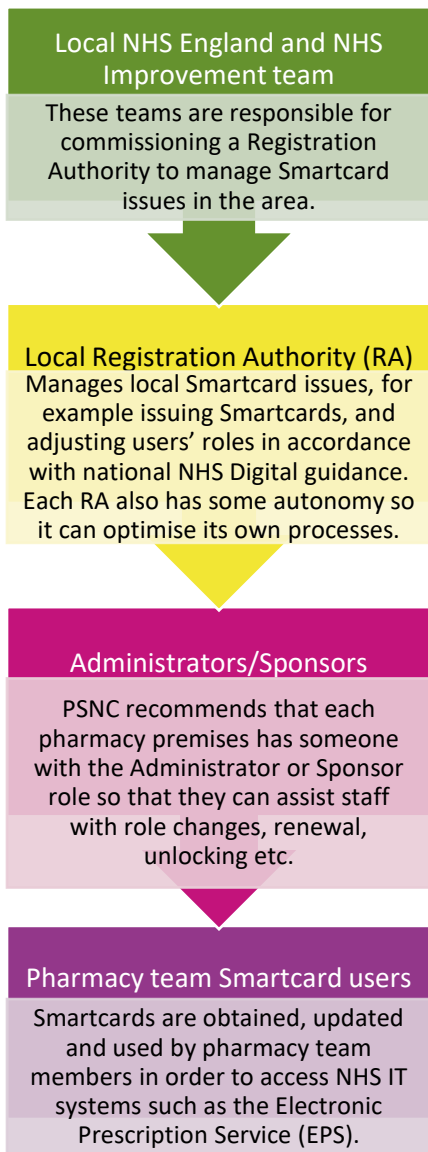 Local NHS England and NHS
Improvement team
These teams are responsible for
commissioning a Registration
Authority to manage Smartcard
issues in the area.
Local Registration Authority (RA)
Manages local Smartcard issues, for
example issuing Smartcards, and
adjusting users’ roles in accordance
with national NHS Digital guidance.
Each RA also has some autonomy so
it can optimise its own processes.
Administrators/Sponsors
PSNC recommends that each
pharmacy premises has someone
with the Administrator or Sponsor
role so that they can assist staff
with role changes, renewal,
unlocking etc.
Pharmacy team Smartcard users
Smartcards are obtained, updated
and used by pharmacy team
members in order to access NHS IT
systems such as the Electronic
Prescription Service (EPS).